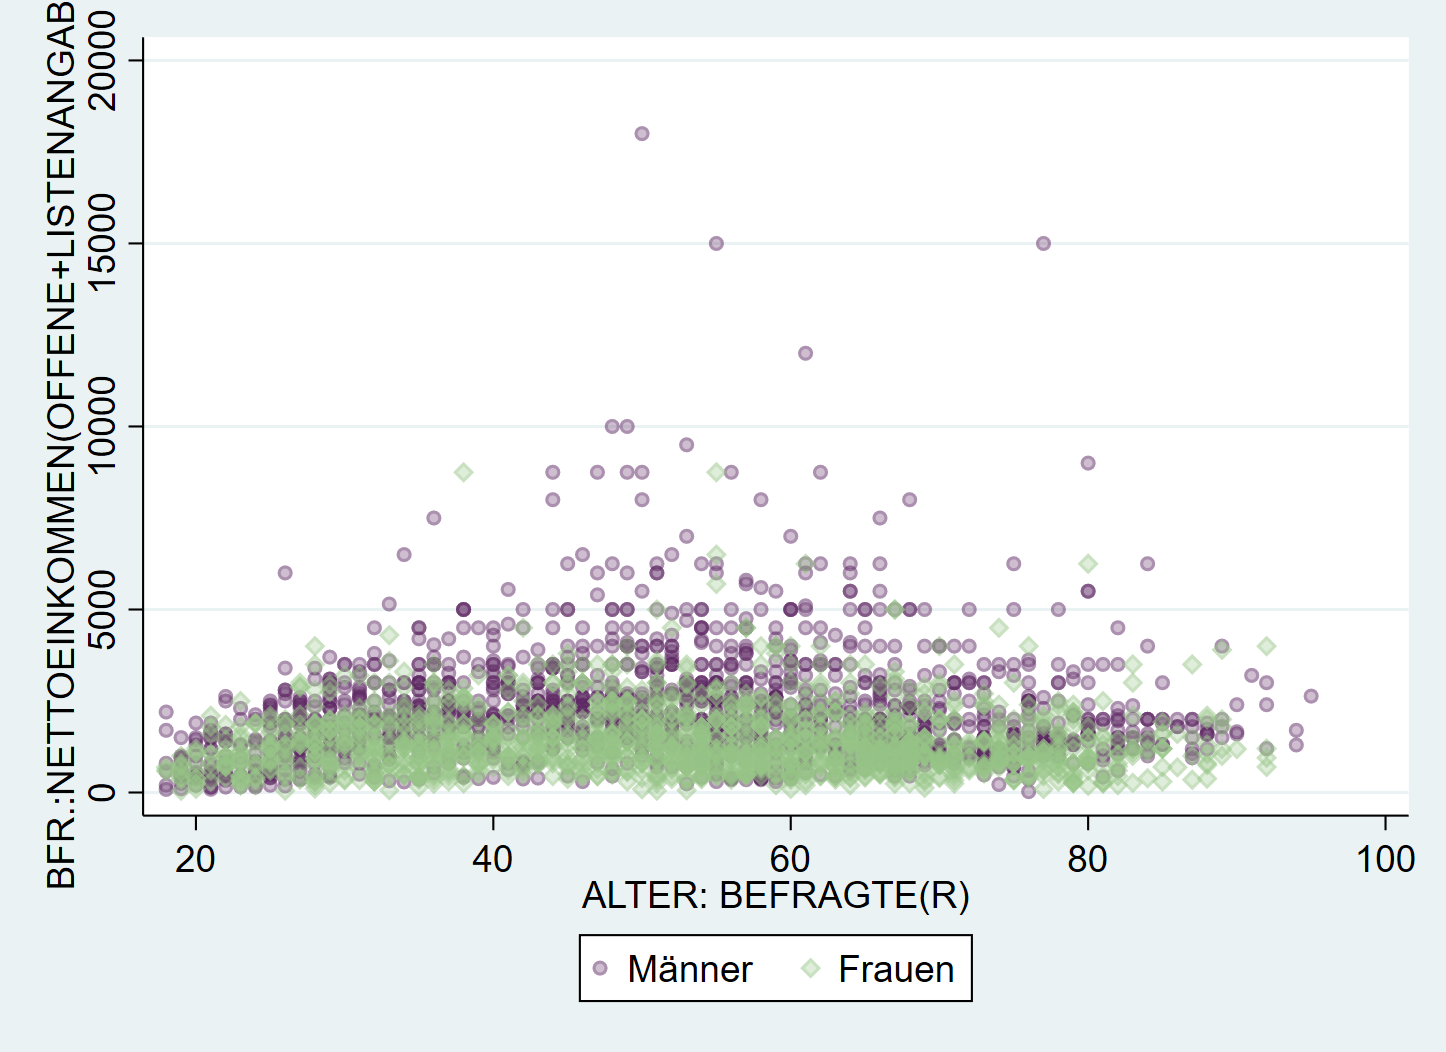 BFR.:NETTOEINKOMMEN(OFFENE+LISTENANGAB
20000
15000
10000
5000
0
20 40 60 80 100
ALTER: BEFRAGTE(R)
Männer Frauen